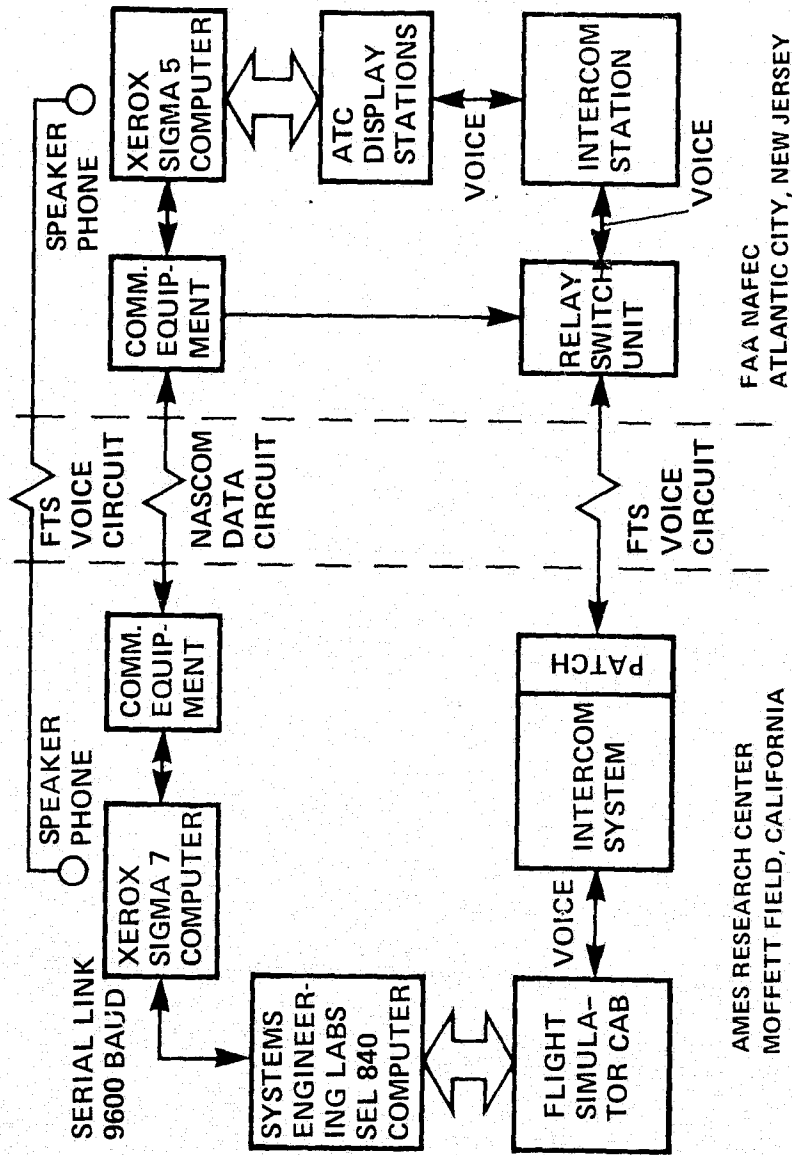 SPEAKER
PHONE
FTS
VOICE
CIRCUIT
SPEAKER
PHONE
SERIAL LINK
9600 BAUD
XEROX
SIGMA 7
COMPUTER
COMM.
EQUIP-
MENT
NASCOM
DATA
CIRCUIT
COMM.
EQUIP-
MENT
XEROX
SIGMA 5
COMPUTER
SYSTEMS
ENGINEER-
ING LABS
SEL 840
COMPUTER
ATC
DISPLAY
STATIONS
VOICE
FLIGHT
SIMULA-
TOR CAB
VOICE
INTERCOM
SYSTEM
PATCH
FTS
VOICE
CIRCUIT
RELAY
SWITCH
UNIT
INTERCOM
STATION
VOICE
AMES RESEARCH CENTER
MOFFETT FIELD, CALIFORNIA
FAA NAFEC
ATLANTIC CITY, NEW JERSEY